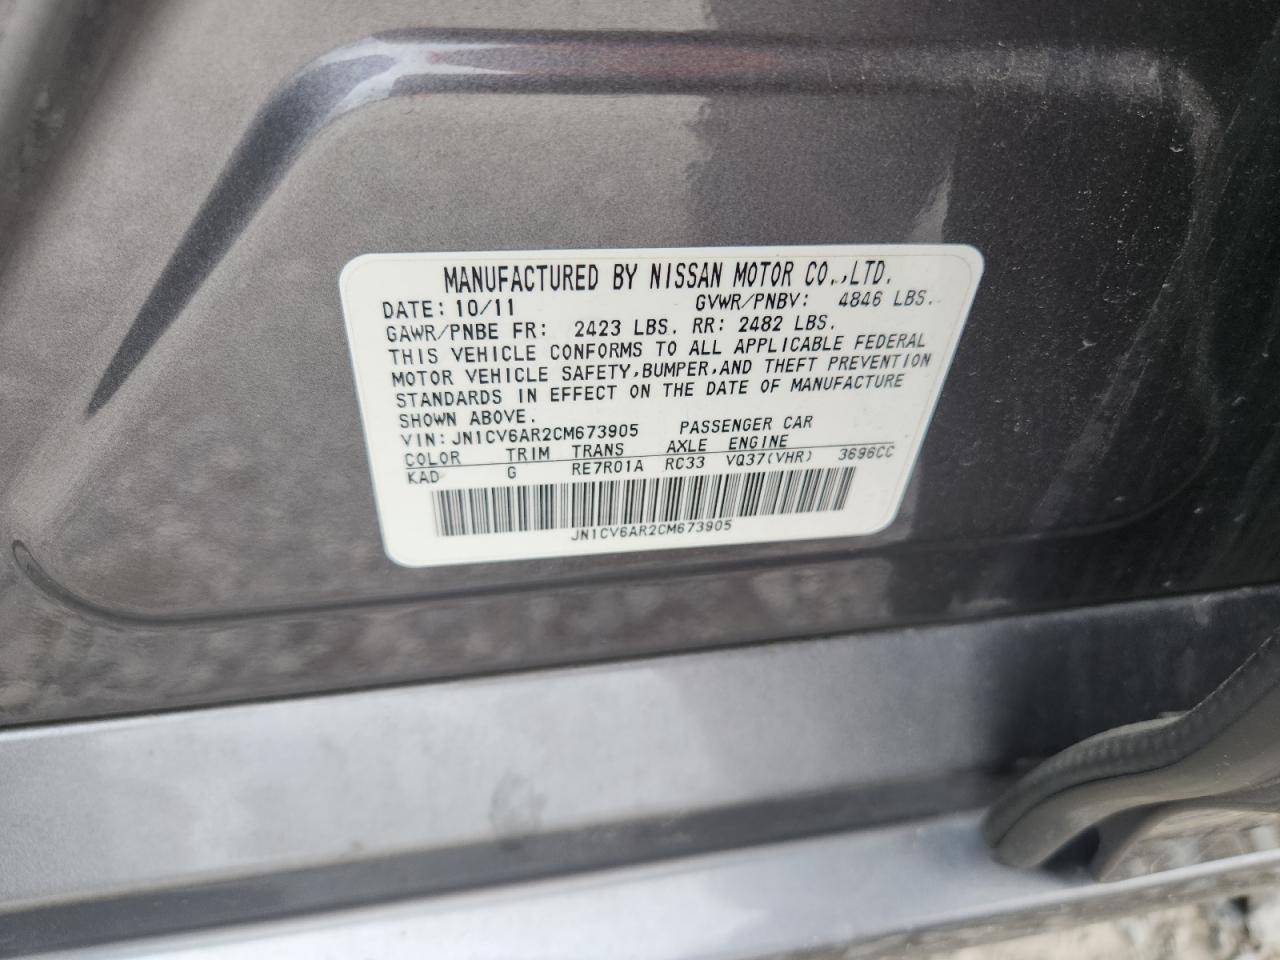 MANUFACTURED BY NISSAN MOTOR CO.,LTD.
DATE: 10/11 GVWR/PNBV: 4846 LBS.
GAWR/PNBE FR: 2423 LBS. RR: 2482 LBS.
THIS VEHICLE CONFORMS TO ALL APPLICABLE FEDERAL
MOTOR VEHICLE SAFETY,BUMPER,AND THEFT PREVENTION
STANDARDS IN EFFECT ON THE DATE OF MANUFACTURE
SHOWN ABOVE.
VIN: JN1CV6AR2CM673905 PASSENGER CAR
COLOR TRIM TRANS AXLE ENGINE
KAD G RE7R01A RC33 VQ37(VHR) 3696CC
JN1CV6AR2CM673905